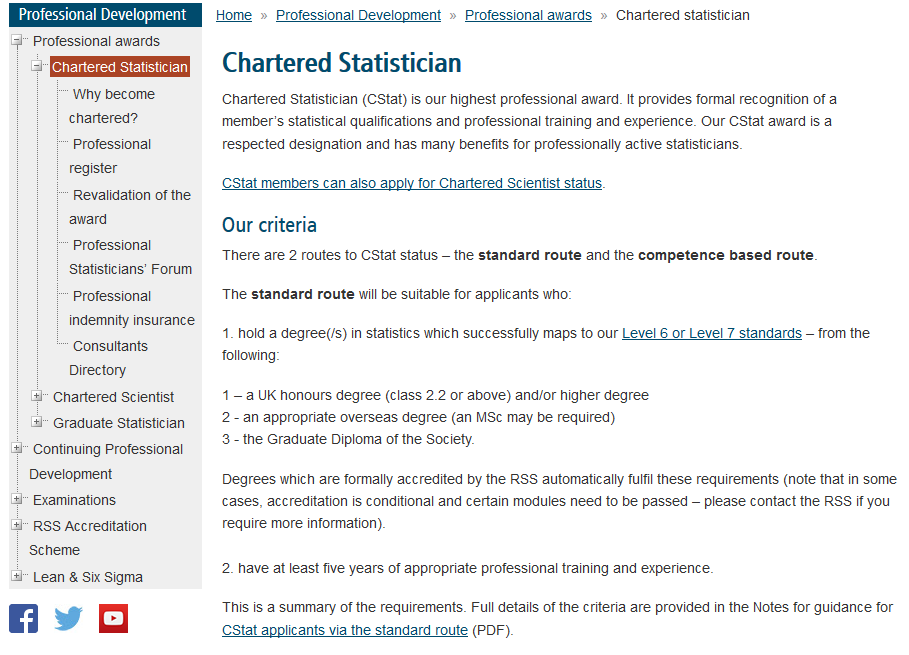 Professional Development
Professional awards
Chartered Statistician
Why become
chartered?
Professional
register
Revalidation of the
award
Professional
Statisticians' Forum
Professional
indemnity insurance
Consultants
Directory
Chartered Scientist
Graduate Statistician
Continuing Professional
Development
Examinations
RSS Accreditation
Scheme
Lean & Six Sigma
Home » Professional Development » Professional awards » Chartered statistician
Chartered Statistician
Chartered Statistician (CStat) is our highest professional award. It provides formal recognition of a
member's statistical qualifications and professional training and experience. Our CStat award is a
respected designation and has many benefits for professionally active statisticians.
CStat members can also apply for Chartered Scientist status.
Our criteria
There are 2 routes to CStat status – the standard route and the competence based route.
The standard route will be suitable for applicants who:
1. hold a degree(/s) in statistics which successfully maps to our Level 6 or Level 7 standards – from the
following:
1 – a UK honours degree (class 2.2 or above) and/or higher degree
2 - an appropriate overseas degree (an MSc may be required)
3 - the Graduate Diploma of the Society.
Degrees which are formally accredited by the RSS automatically fulfil these requirements (note that in some
cases, accreditation is conditional and certain modules need to be passed – please contact the RSS if you
require more information).
2. have at least five years of appropriate professional training and experience.
This is a summary of the requirements. Full details of the criteria are provided in the Notes for guidance for
CStat applicants via the standard route (PDF).